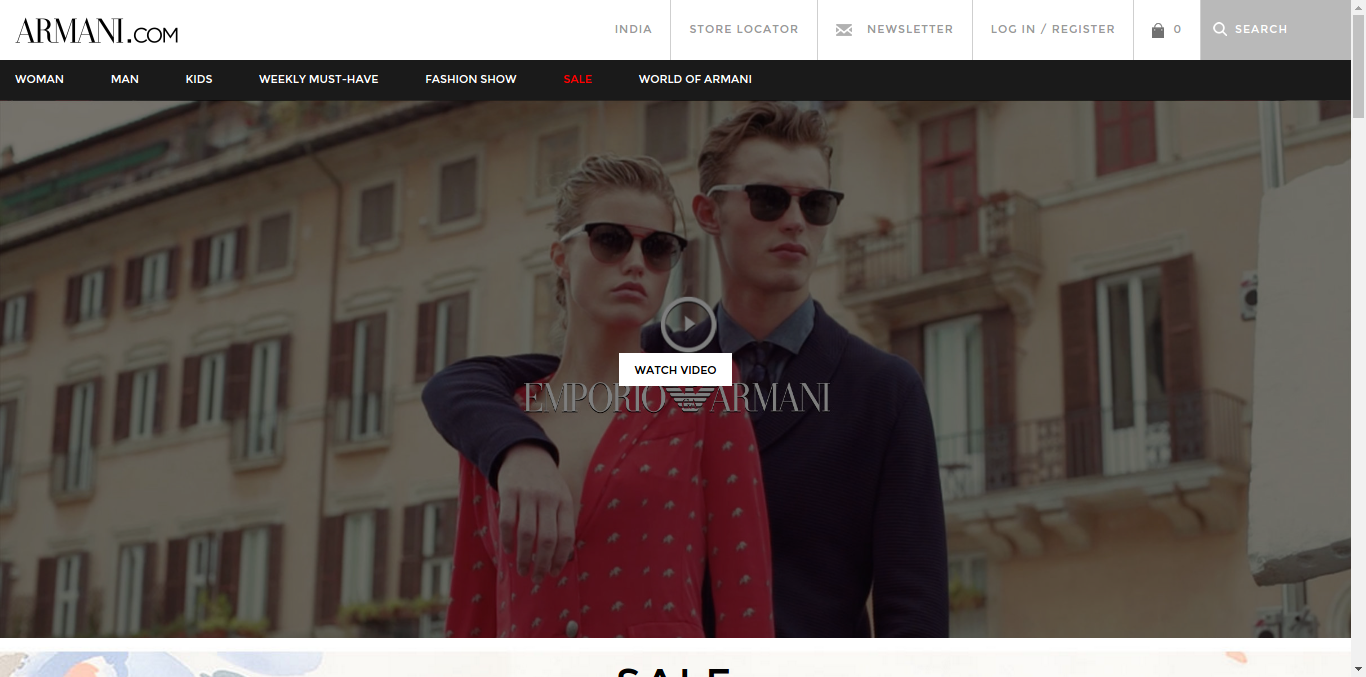 ARMANI.COM
INDIA
STORE LOCATOR
NEWSLETTER
LOG IN / REGISTER
0
SEARCH
WOMAN MAN KIDS WEEKLY MUST-HAVE FASHION SHOW SALE WORLD OF ARMANI
WATCH VIDEO
EMPORIO ARMANI
SALE